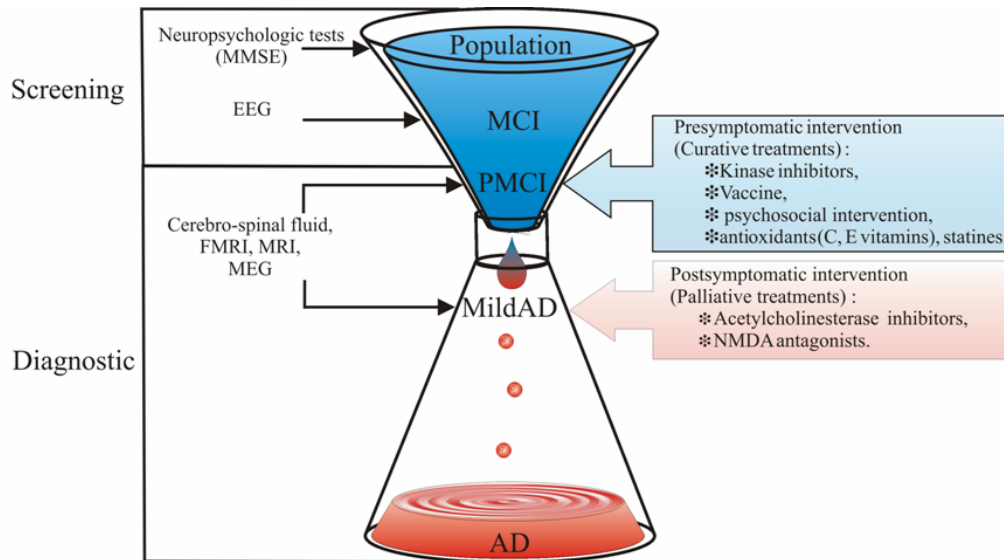 Screening
Neuropsychologic tests
(MMSE)
EEG
Diagnostic
Cerebro-spinal fluid,
FMRI, MRI,
MEG
Population
MCI
PMCI
MildAD
AD
Presymptomatic intervention
(Curative treatments) :
✻Kinase inhibitors,
✻Vaccine,
✻ psychosocial intervention,
✻antioxidants(C, E vitamins), statines
Postsymptomatic intervention
(Palliative treatments) :
✻Acetylcholinesterase inhibitors,
✻NMDA antagonists.